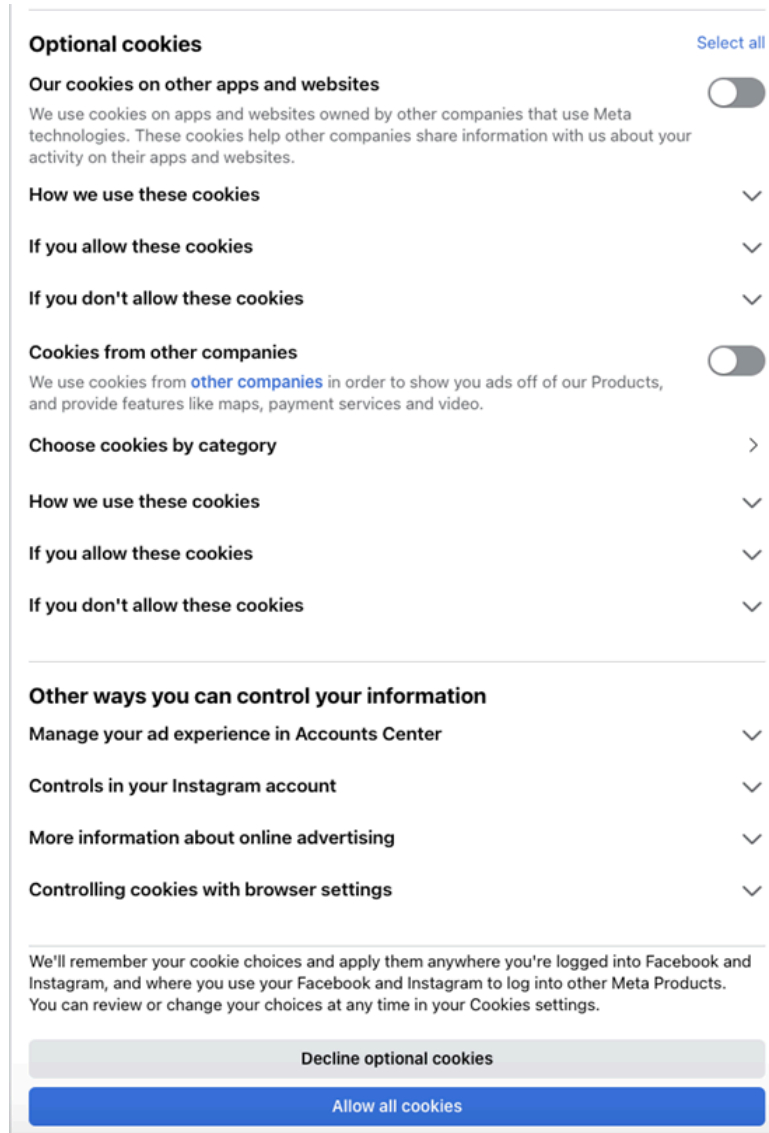 Optional cookies
Select all
Our cookies on other apps and websites
We use cookies on apps and websites owned by other companies that use Meta
technologies. These cookies help other companies share information with us about your
activity on their apps and websites.
How we use these cookies
If you allow these cookies
If you don't allow these cookies
Cookies from other companies
We use cookies from other companies in order to show you ads off of our Products,
and provide features like maps, payment services and video.
Choose cookies by category
How we use these cookies
If you allow these cookies
If you don't allow these cookies
Other ways you can control your information
Manage your ad experience in Accounts Center
Controls in your Instagram account
More information about online advertising
Controlling cookies with browser settings
We'll remember your cookie choices and apply them anywhere you're logged into Facebook and
Instagram, and where you use your Facebook and Instagram to log into other Meta Products.
You can review or change your choices at any time in your Cookies settings.
Decline optional cookies
Allow all cookies